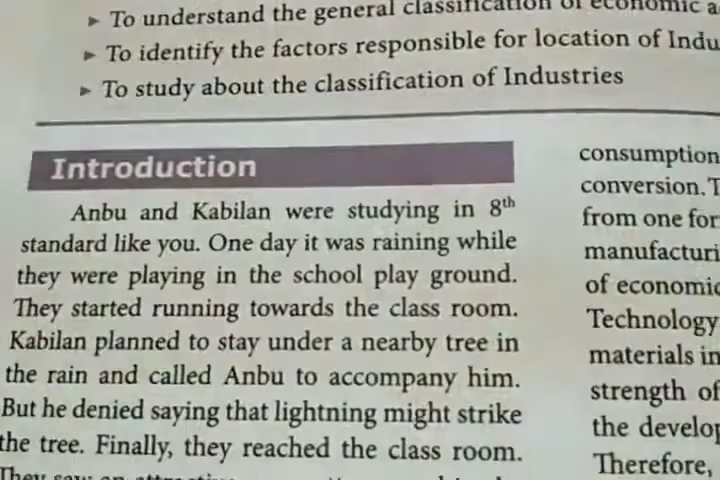 ► To understand the general classification of economic
► To identify the factors responsible for location of
► To study about the classification of Industries
Introduction
Anbu and Kabilan were studying in 8th
standard like you. One day it was raining while
they were playing in the school play ground.
They started running towards the class room.
Kabilan planned to stay under a nearby tree in
the rain and called Anbu to accompany him.
But he denied saying that lightning might strike
the tree. Finally, they reached the class room.
They saw an
consumption
conversion.
from one
of
Technology
materials in
strength of
the
Therefore,